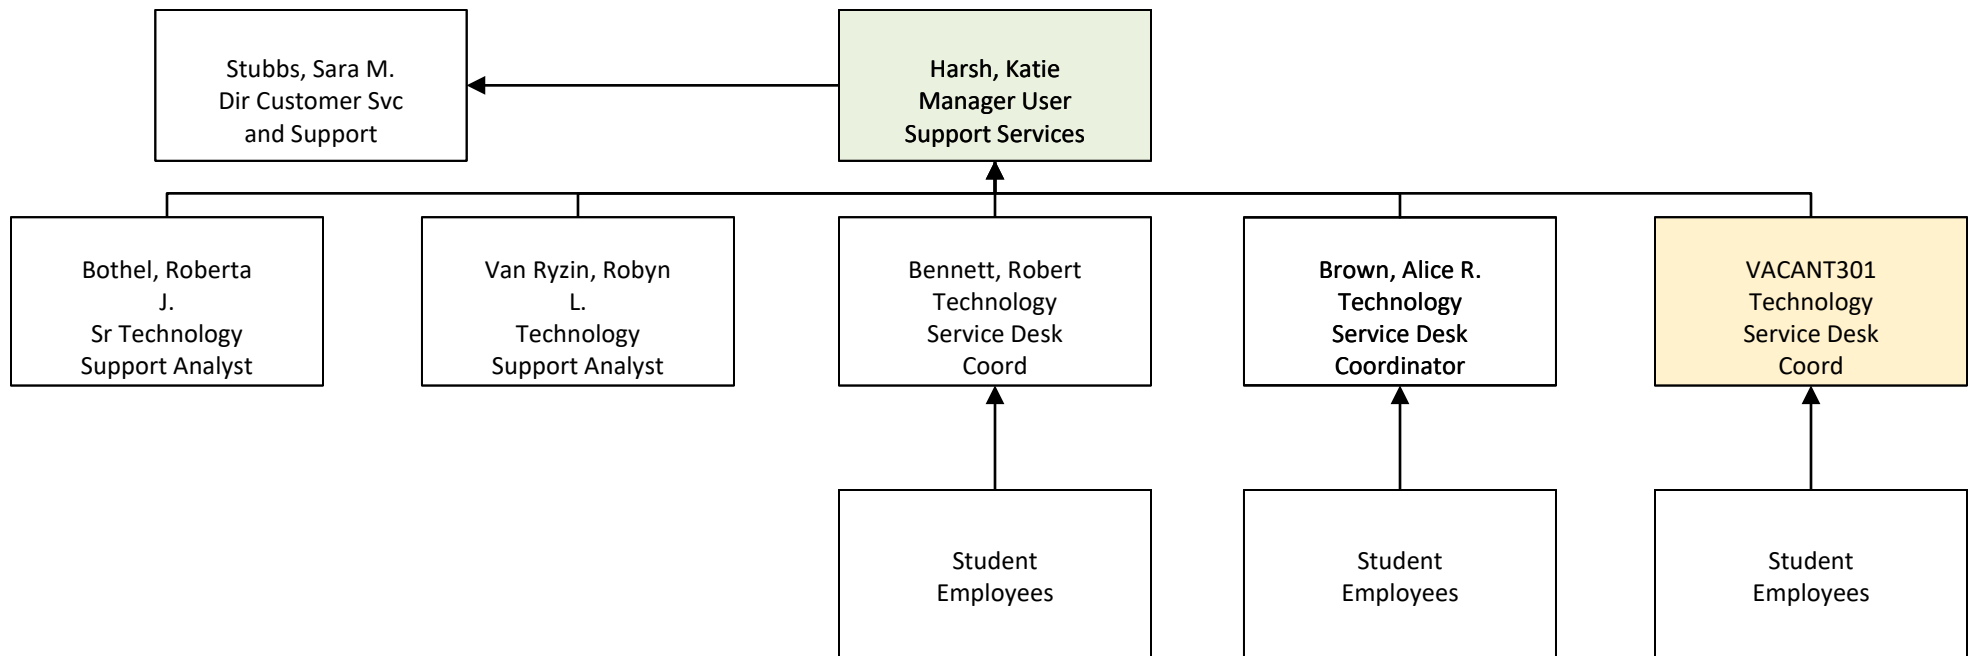 Stubbs, Sara M.
Dir Customer Svc
and Support
Harsh, Katie
Manager User
Support Services
Bothel, Roberta
J.
Sr Technology
Support Analyst
Van Ryzin, Robyn
L.
Technology
Support Analyst
Bennett, Robert
Technology
Service Desk
Coord
Brown, Alice R.
Technology
Service Desk
Coordinator
VACANT301
Technology
Service Desk
Coord
Student
Employees
Student
Employees
Student
Employees